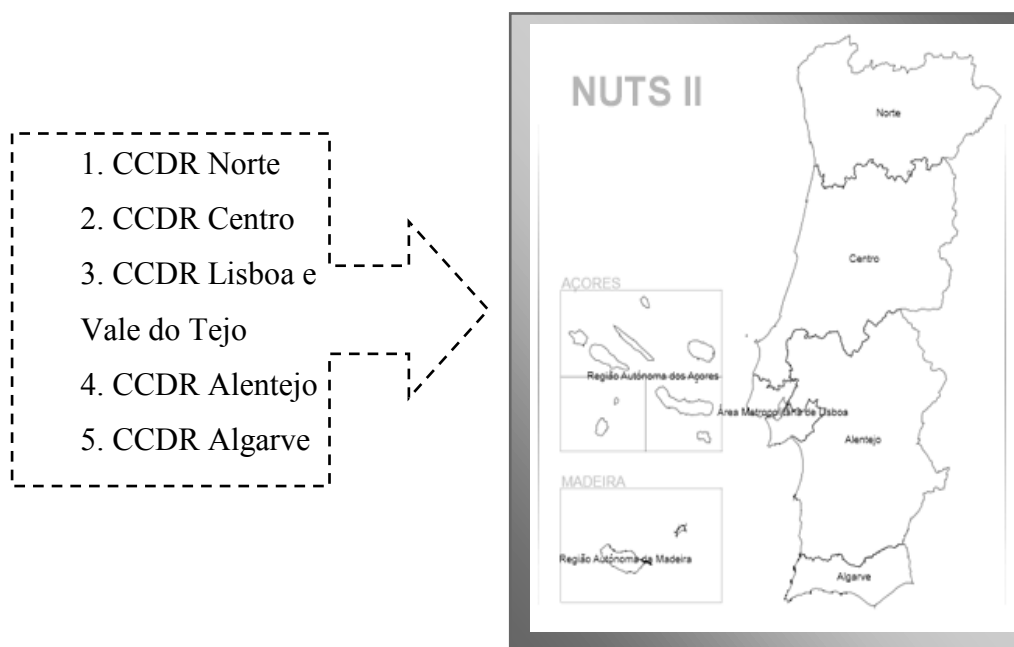 1. CCDR Norte
2. CCDR Centro
3. CCDR Lisboa e
Vale do Tejo
4. CCDR Alentejo
5. CCDR Algarve
NUTS II
Norte
Centro
AÇORES
Região Autónoma dos Açores
Área Metropolitana de Lisboa
Alentejo
MADEIRA
Região Autónoma da Madeira
Algarve